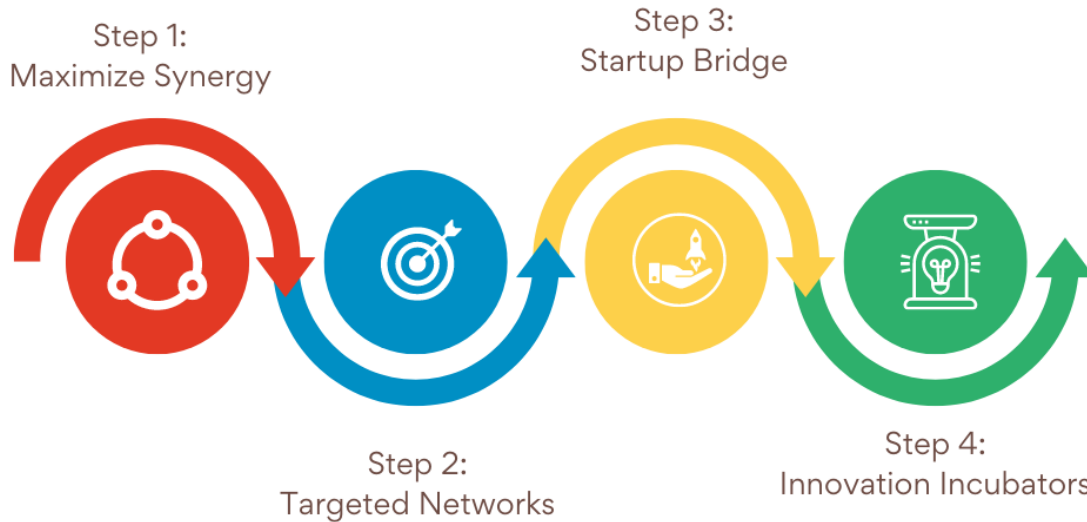 Step 1:
Maximize Synergy
Step 2:
Targeted Networks
Step 3:
Startup Bridge
Step 4:
Innovation Incubators